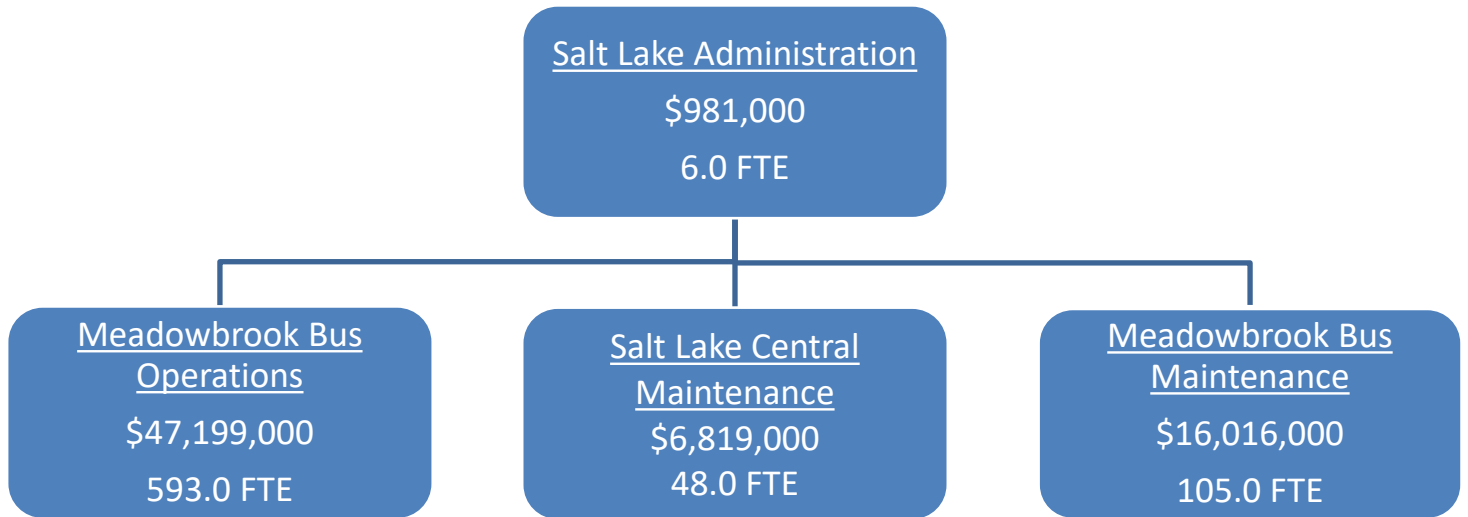 Salt Lake Administration
$981,000
6.0 FTE
Meadowbrook Bus
Operations
$47,199,000
593.0 FTE
Salt Lake Central
Maintenance
$6,819,000
48.0 FTE
Meadowbrook Bus
Maintenance
$16,016,000
105.0 FTE